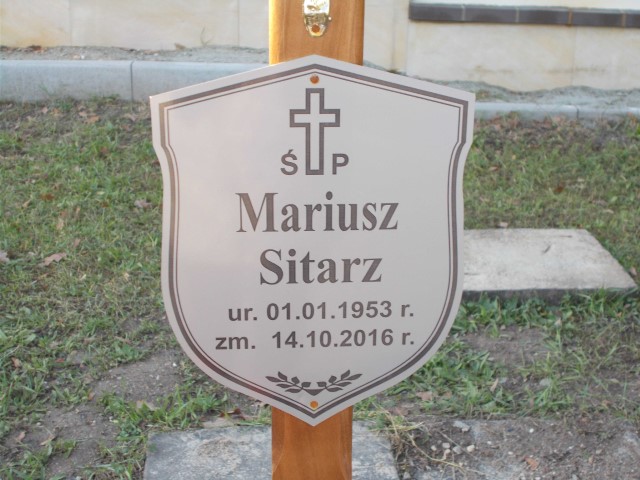 Ś P
Mariusz
Sitarz
ur. 01.01.1953 r.
zm. 14.10.2016 r.